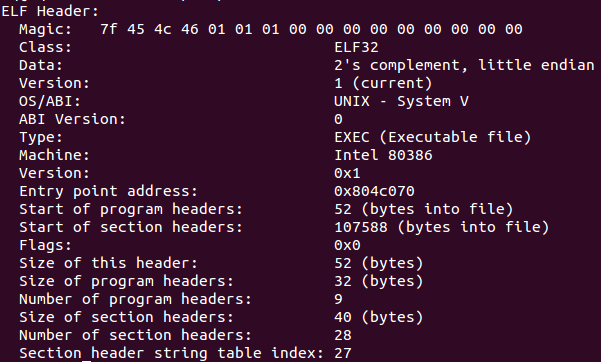 ELF Header:
  Magic:   7f 45 4c 46 01 01 01 00 00 00 00 00 00 00 00 00
  Class:                             ELF32
  Data:                              2's complement, little endian
  Version:                           1 (current)
  OS/ABI:                            UNIX - System V
  ABI Version:                       0
  Type:                              EXEC (Executable file)
  Machine:                           Intel 80386
  Version:                           0x1
  Entry point address:               0x804c070
  Start of program headers:          52 (bytes into file)
  Start of section headers:          107588 (bytes into file)
  Flags:                             0x0
  Size of this header:               52 (bytes)
  Size of program headers:           32 (bytes)
  Number of program headers:         9
  Size of section headers:           40 (bytes)
  Number of section headers:         28
  Section header string table index: 27